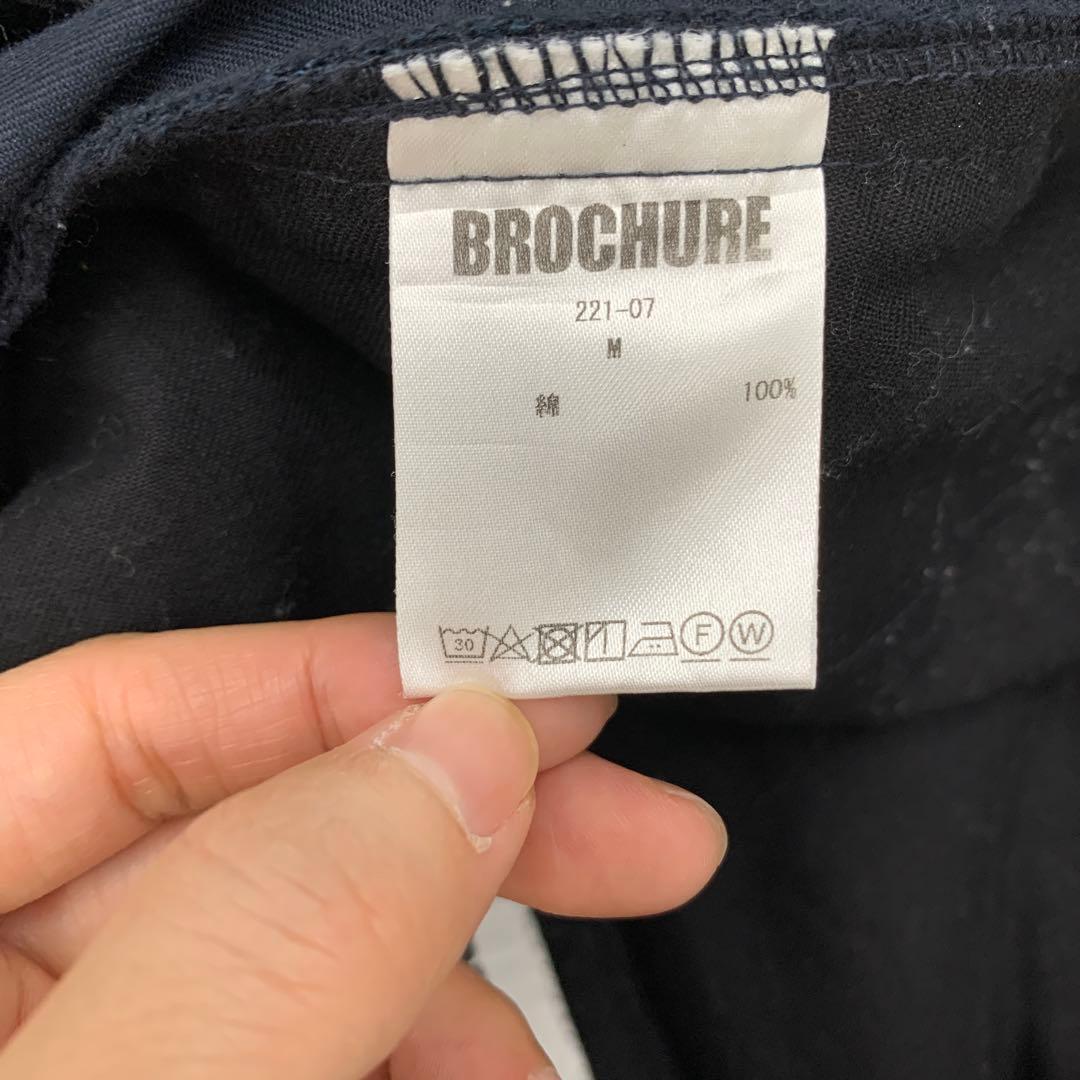 BROCHURE
221-07
M
綿 100%
30 F W